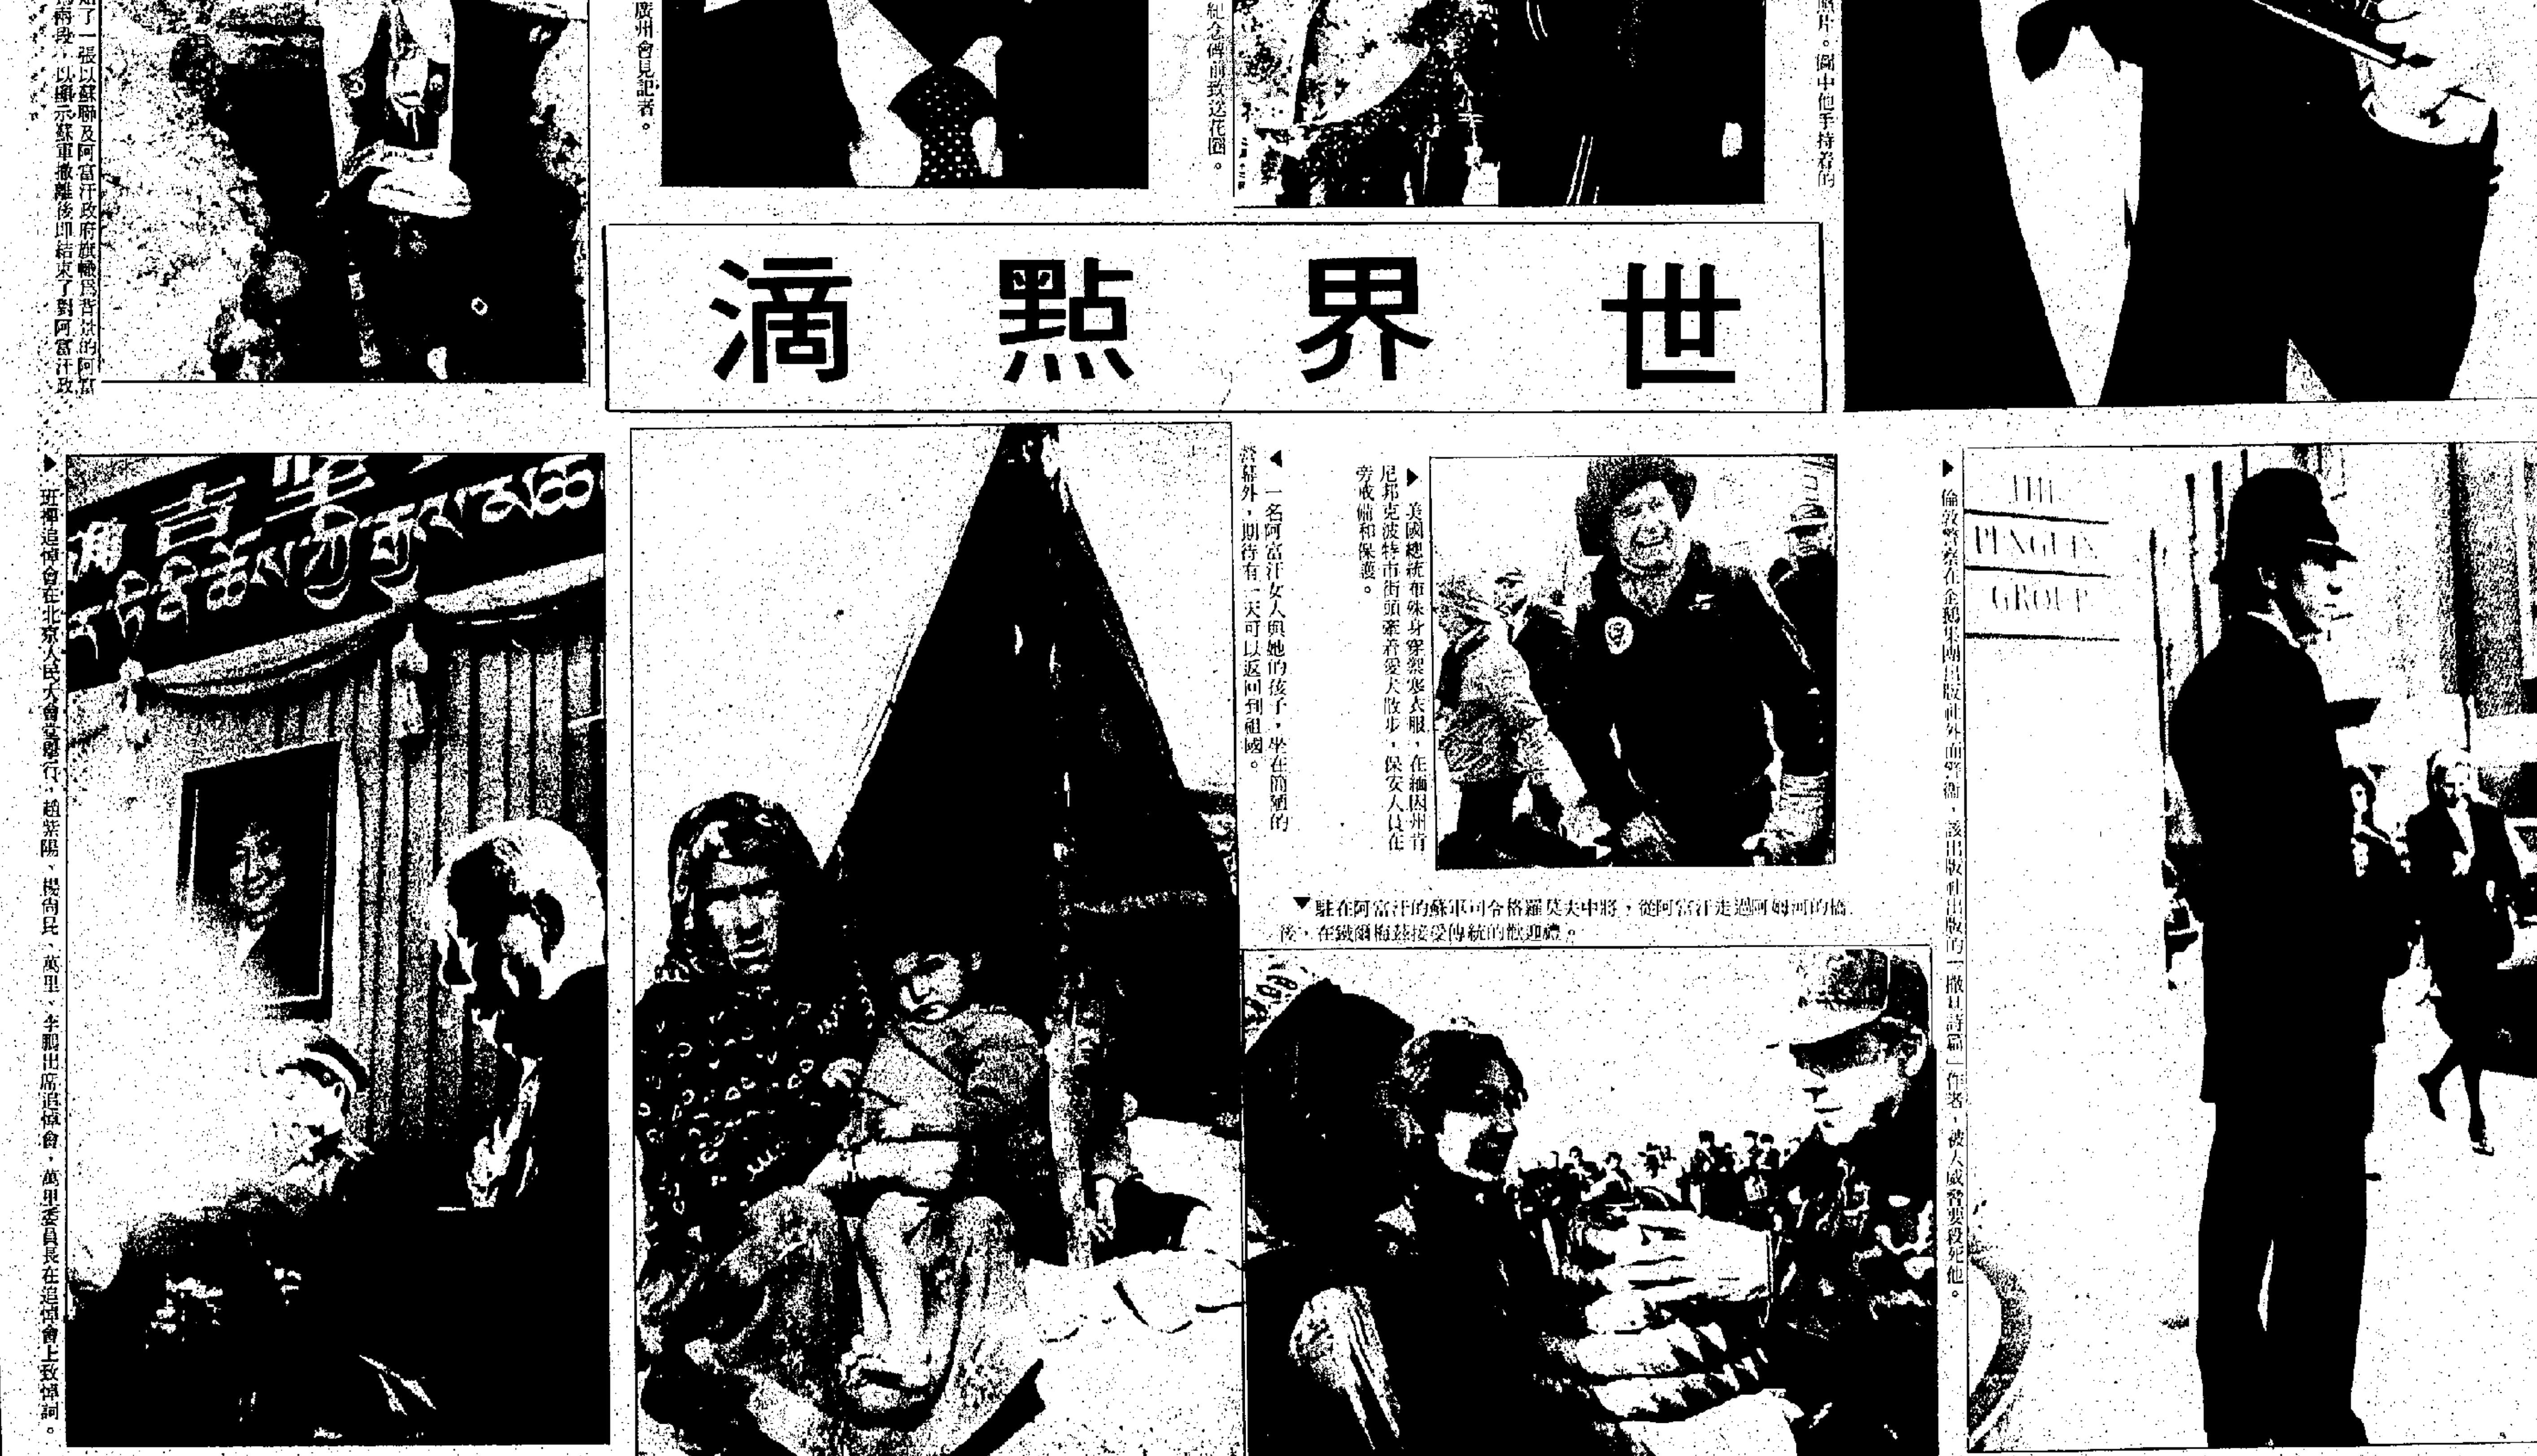 照片。圖中他手持着的
紀念碑前致送花圈。
廣州會見記者。
了一張以蘇聯及阿富汗政府旗幟爲背景的阿富
兩段，以顯示蘇軍撤離後即結束了對阿富汗政
世界點滴
倫敦警察在企鵝集團出版社外面警衞，該出版社出版的「撒旦詩篇」作者，被人威脅要殺死他。
THE
PENGUIN
GROUP
美國總統布殊身穿禦寒衣服，在緬因州肯
尼邦克波特市街頭牽着愛犬散步，保安人員在
旁戒備和保護。
一名阿富汗女人與她的孩子，坐在簡陋的
營幕外，期待有一天可以返回到祖國。
駐在阿富汗的蘇軍司令格羅莫夫中將，從阿富汗走過阿姆河的橋
後，在鐵爾梅茲接受傳統的歡迎禮。
班禪追悼會在北京人民大會堂舉行，趙紫陽、楊尚昆、萬里、李鵬出席追悼會，萬里委員長在追悼會上致悼詞。